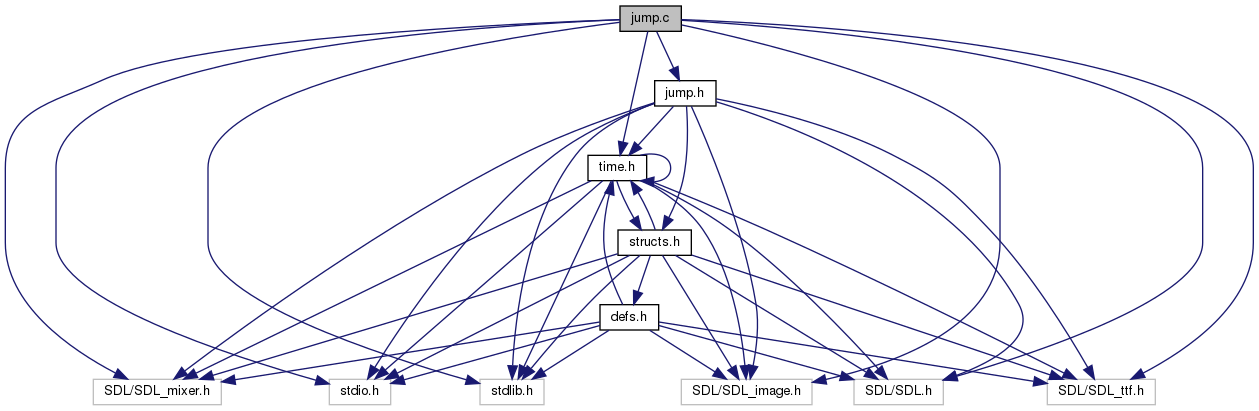 jump.c
jump.h
time.h
structs.h
defs.h
SDL/SDL_mixer.h
stdio.h
stdlib.h
SDL/SDL_image.h
SDL/SDL.h
SDL/SDL_ttf.h